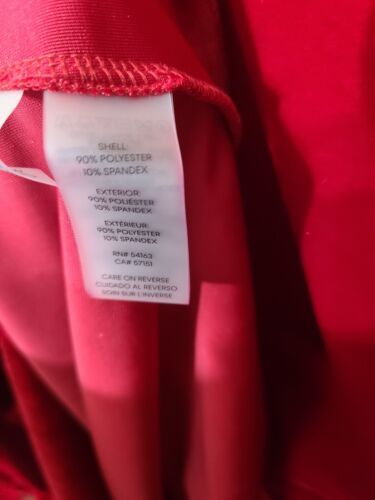 SHELL:
90% POLYESTER
10% SPANDEX
EXTERIOR:
90% POLIÉSTER
10% SPANDEX
EXTÉRIEUR:
90% POLYESTER
10% SPANDEX
RN# 54163
CA# 57151
CARE ON REVERSE
CUIDADO AL REVERSO
SOIN SUR L'INVERSE